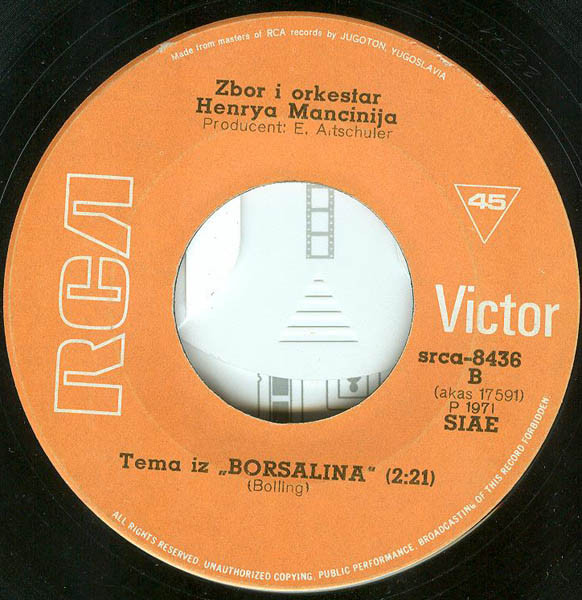 Made from masters of RCA records by JUGOTON, YUGOSLAVIA
Zbor i orkestar
Henrya Mancinija
Producent: E. Altschuler
RCA
45
Victor
srca-8436
B
(akas 17591)
P 1971
SIAE
Tema iz „BORSALINA“ (2:21)
(Bolling)
ALL RIGHTS RESERVED, UNAUTHORIZED COPYING, PUBLIC PERFORMANCE, BROADCASTING OF THIS RECORD FORBIDDEN